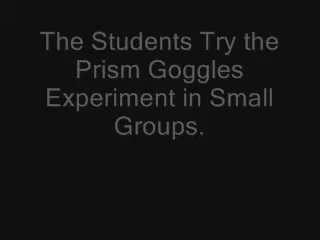 The Students Try the
Prism Goggles
Experiment in Small
Groups.